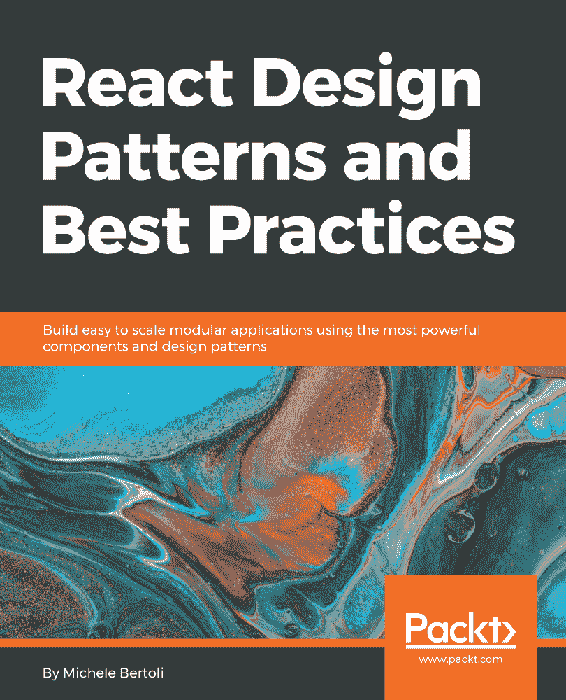 React Design
Patterns and
Best Practices
Build easy to scale modular applications using the most powerful
components and design patterns
Packt>
www.packt.com
By Michele Bertoli